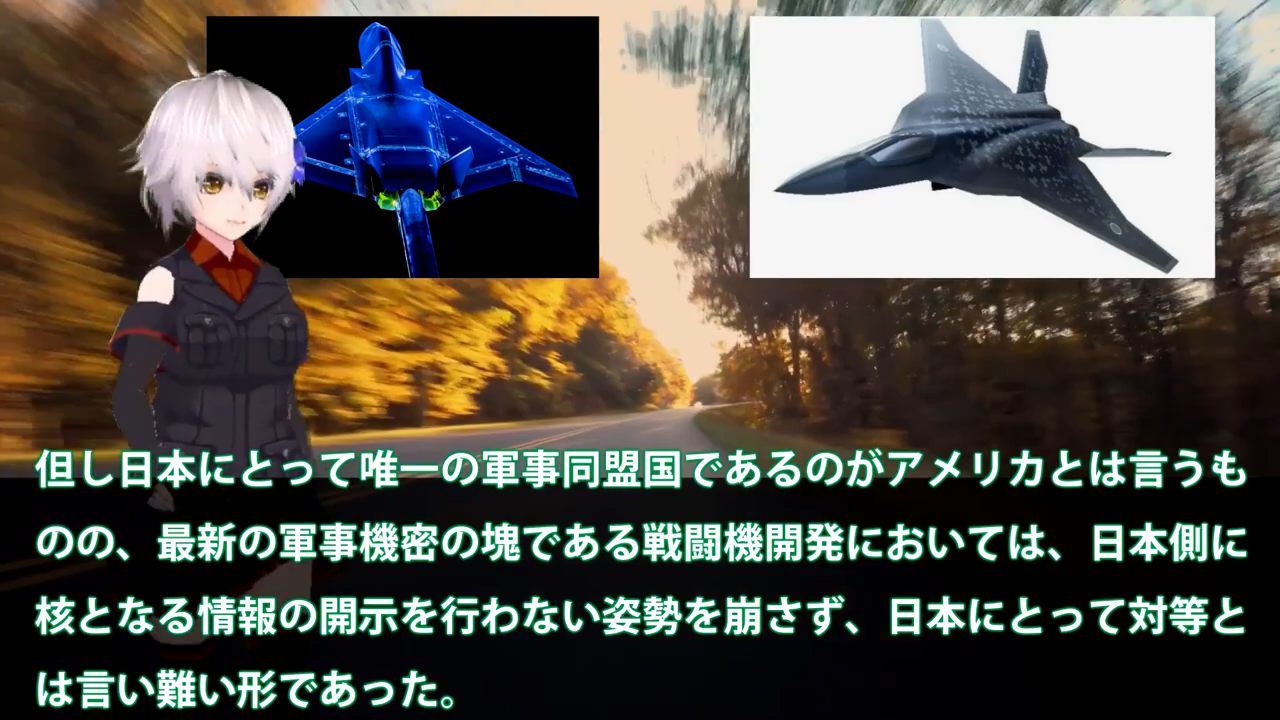 但し日本にとって唯一の軍事同盟国であるのがアメリカとは言うも
のの、最新の軍事機密の塊である戦闘機開発においては、日本側に
核となる情報の開示を行わない姿勢を崩さず、日本にとって対等と
は言い難い形であった。